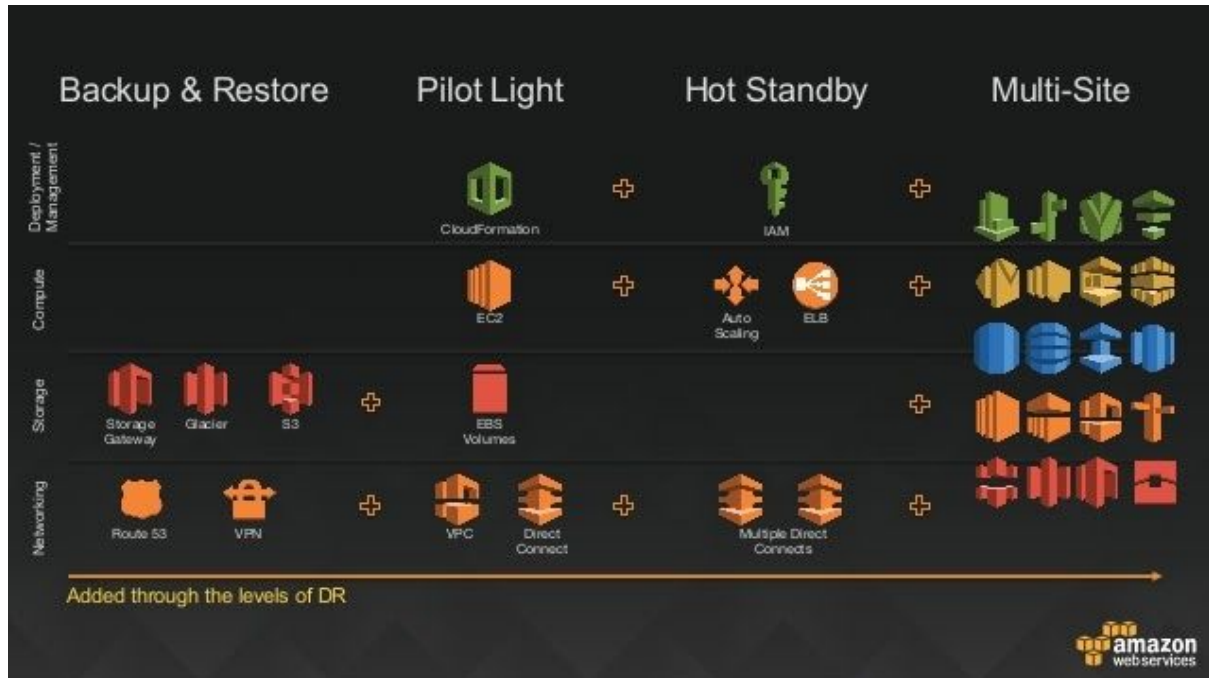 Backup & Restore
Pilot Light
Hot Standby
Multi-Site
Deployment /
Management
CloudFormation
IAM
Compute
EC2
Auto
Scaling
ELB
Storage
Storage
Gateway
Glacier
S3
EBS
Volumes
Networking
Route 53
VPN
VPC
Direct
Connect
Multiple Direct
Connects
Added through the levels of DR
amazon
webservices